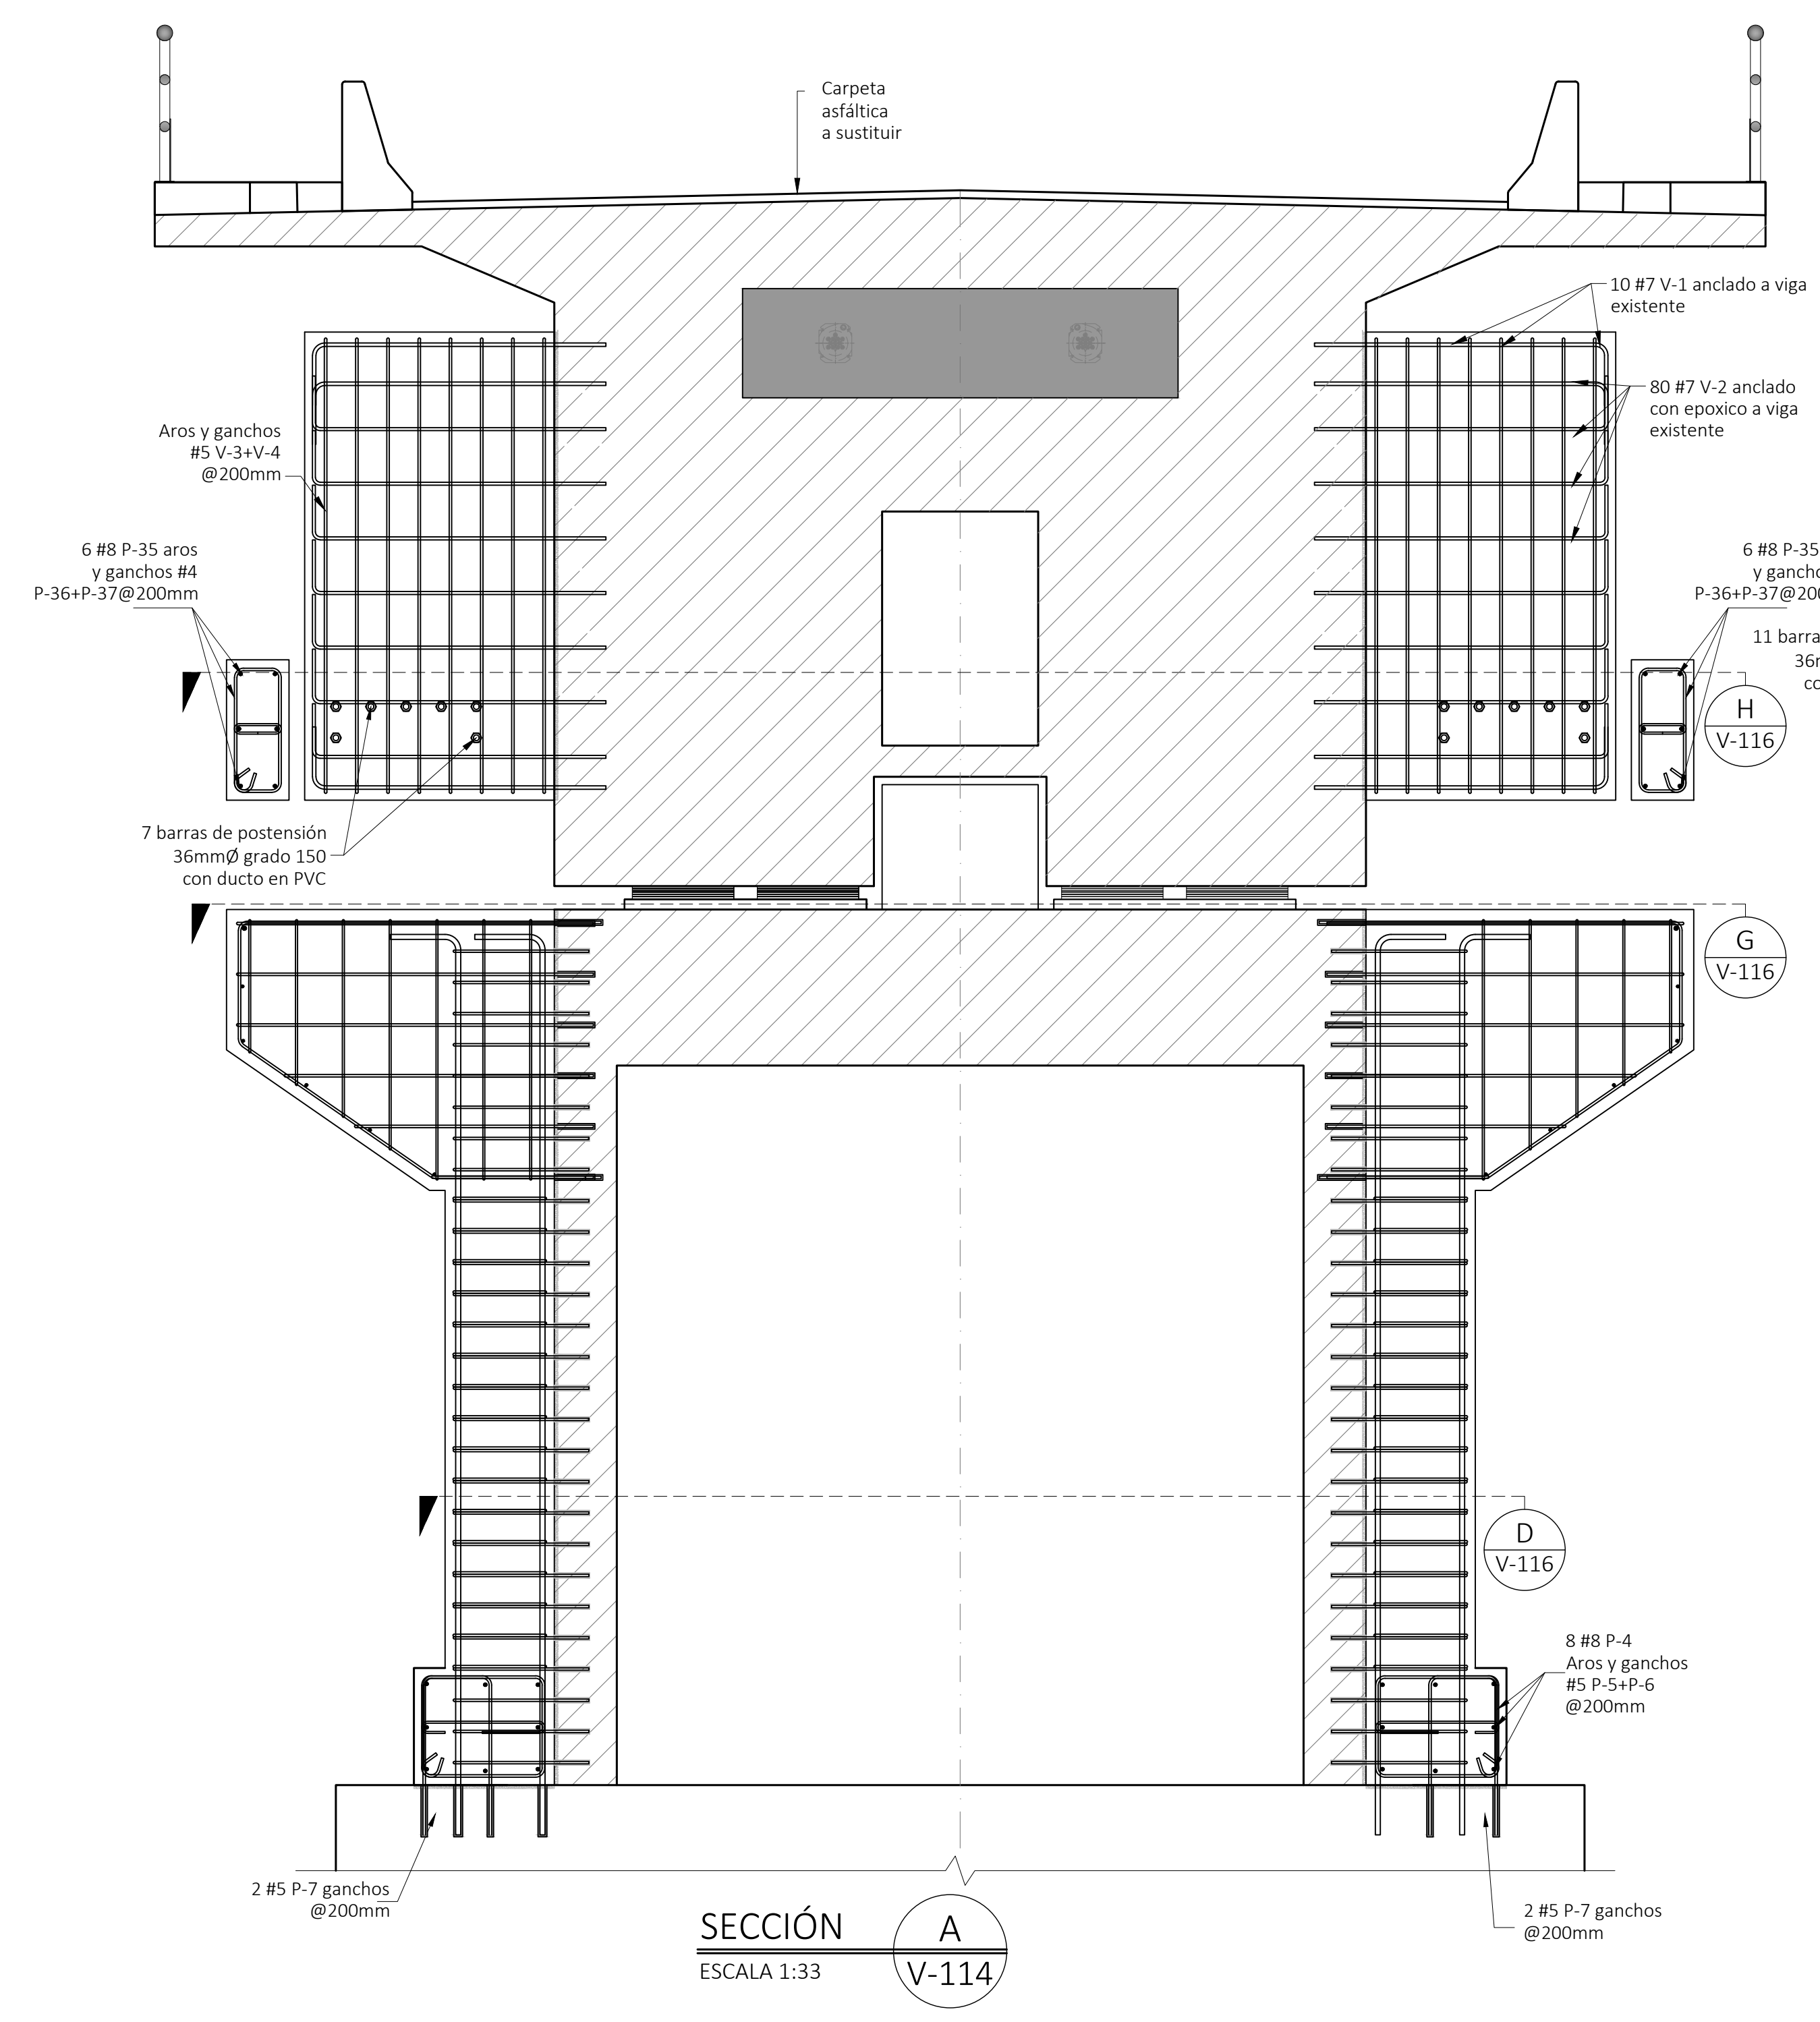 Carpeta
asfáltica
a sustituir
10 #7 V-1 anclado a viga
existente
80 #7 V-2 anclado
con epoxico a viga
existente
Aros y ganchos
#5 V-3+V-4
@200mm
6 #8 P-35 aros
y ganchos #4
P-36+P-37@200mm
6 #8 P-35
y gancho
P-36+P-37@200
11 barra
36m
co
H
V-116
7 barras de postensión
36mmØ grado 150
con ducto en PVC
G
V-116
D
V-116
8 #8 P-4
Aros y ganchos
#5 P-5+P-6
@200mm
2 #5 P-7 ganchos
@200mm
2 #5 P-7 ganchos
@200mm
SECCIÓN
A
ESCALA 1:33
V-114